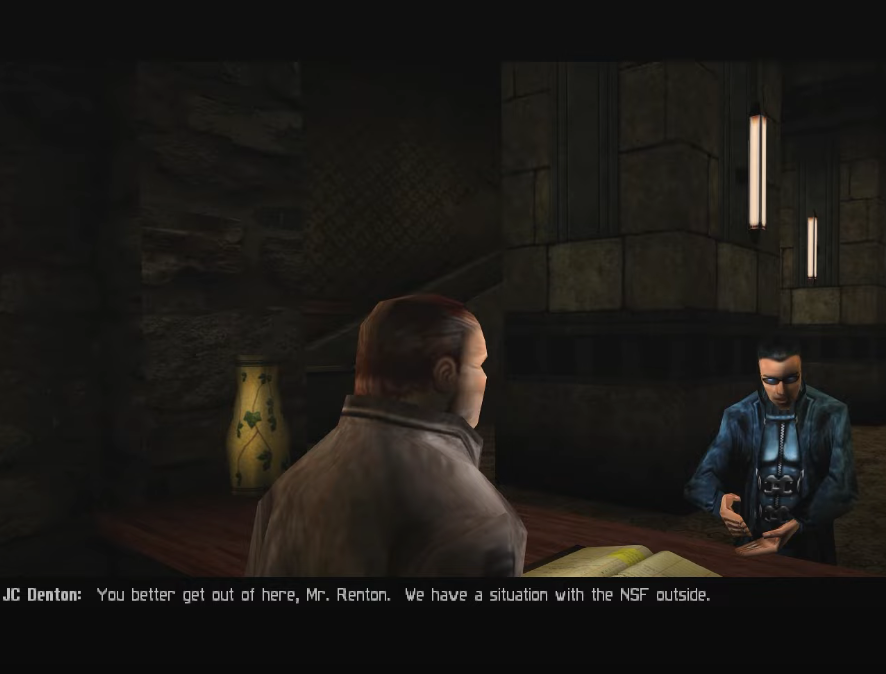 JC Denton: You better get out of here, Mr. Renton. We have a situation with the NSF outside.